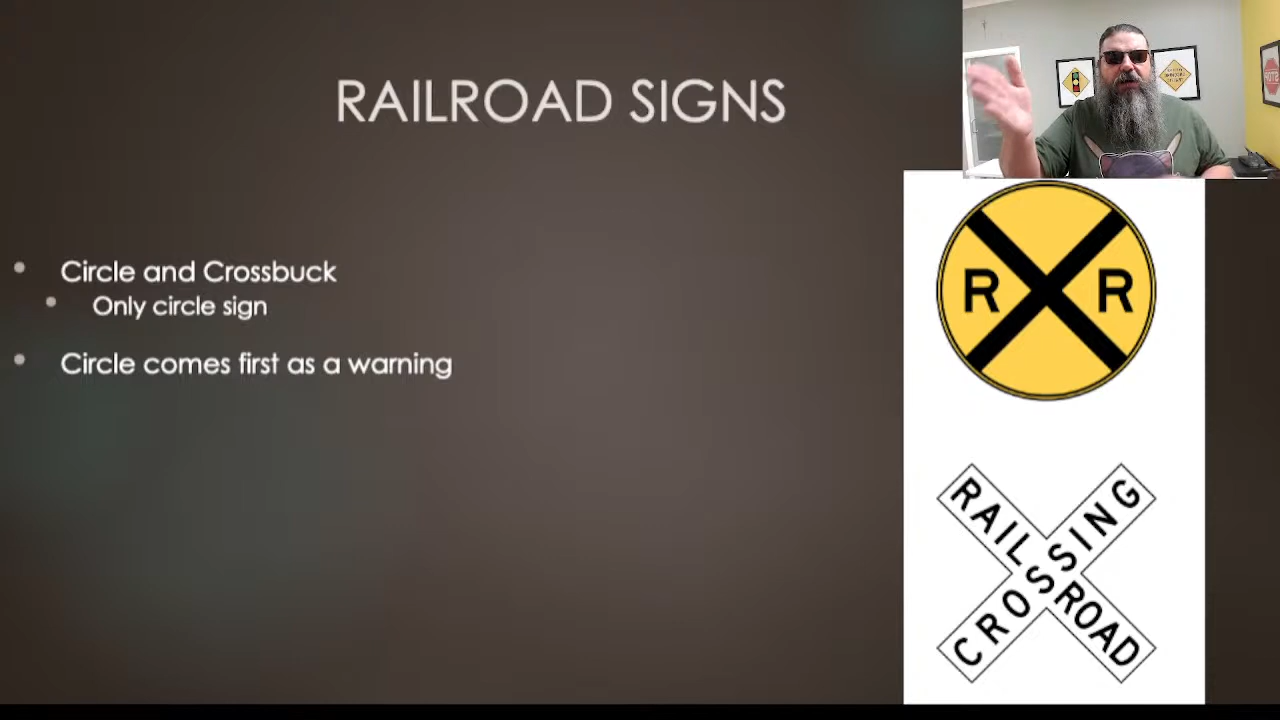 RAILROAD SIGNS
Circle and Crossbuck
Only circle sign
Circle comes first as a warning
R R
RAILROAD
CROSSING